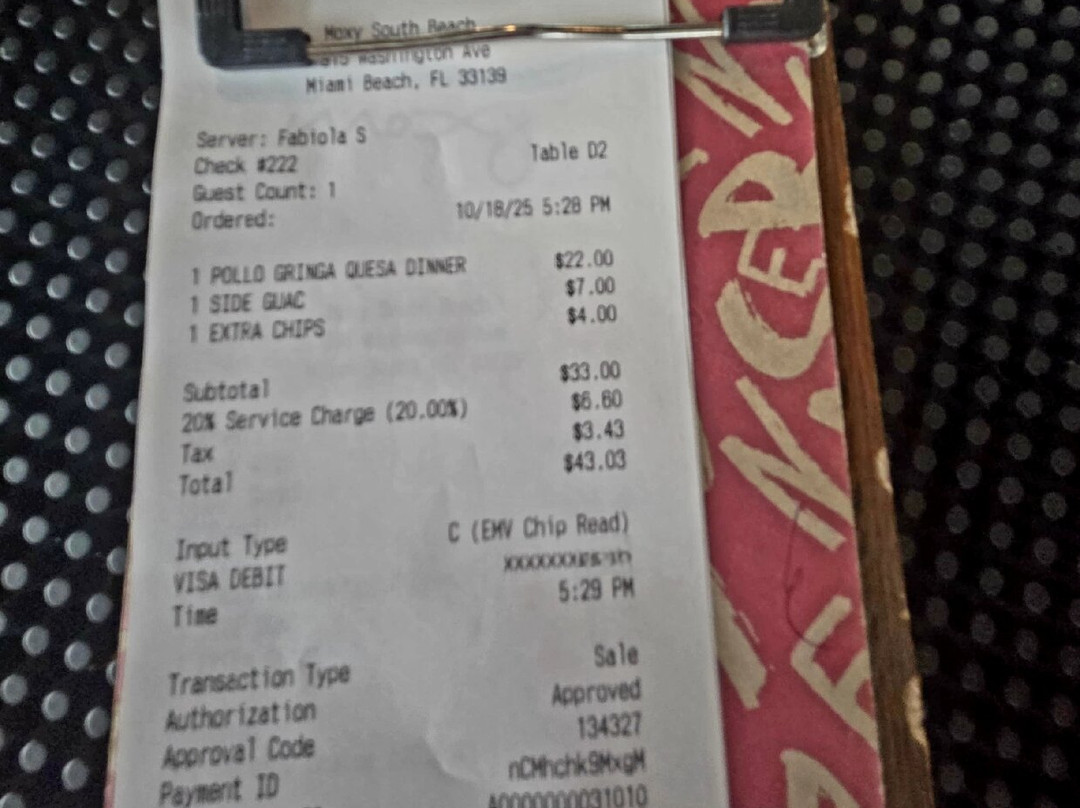 Moxy South Beach
Washington Ave
Miami Beach, FL 33139
Server: Fabiola S
Check #222 Table D2
Guest Count: 1
Ordered: 10/18/25 5:28 PM
1 POLLO GRINGA QUESA DINNER $22.00
1 SIDE GUAC $7.00
1 EXTRA CHIPS $4.00
Subtotal $33.00
20% Service Charge (20.00%) $6.60
Tax $3.43
Total $43.03
Input Type C (EMV Chip Read)
VISA DEBIT
Time 5:29 PM
Transaction Type Sale
Authorization Approved
Approval Code 134327
Payment ID nCMhchk9MxgM
A0000000031010